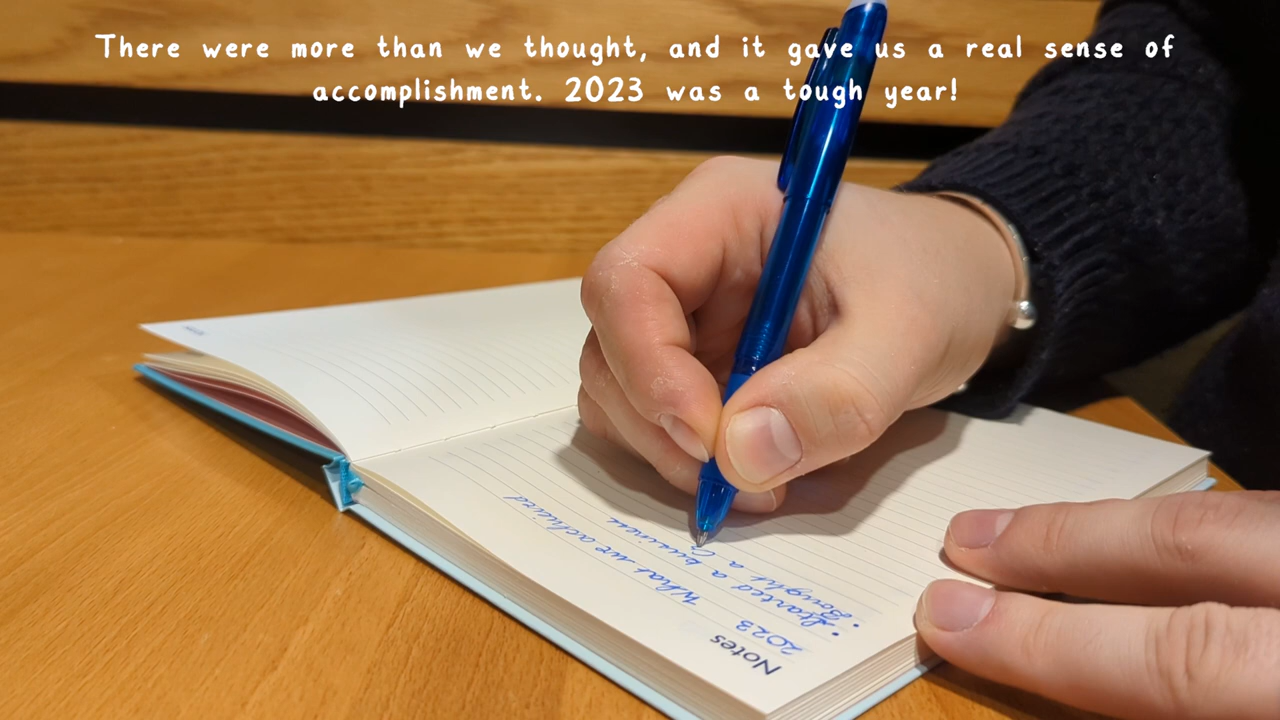 There were more than we thought, and it gave us a real sense of
accomplishment. 2023 was a tough year!
Notes
2023 What we achieved
• Started a business
• Bought a